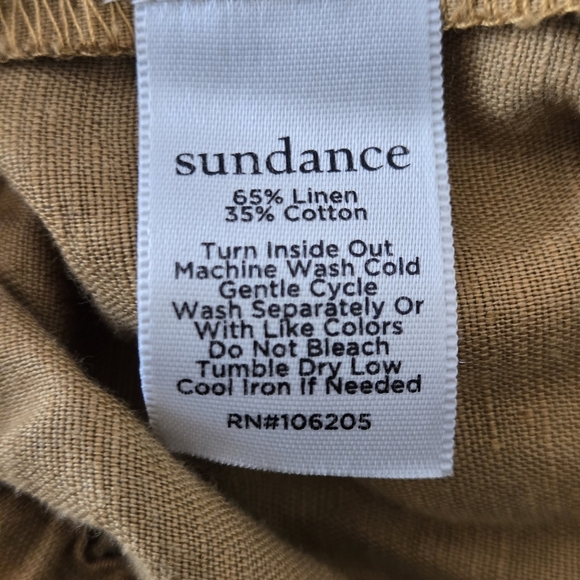 sundance
65% Linen
35% Cotton
Turn Inside Out
Machine Wash Cold
Gentle Cycle
Wash Separately Or
With Like Colors
Do Not Bleach
Tumble Dry Low
Cool Iron If Needed
RN#106205